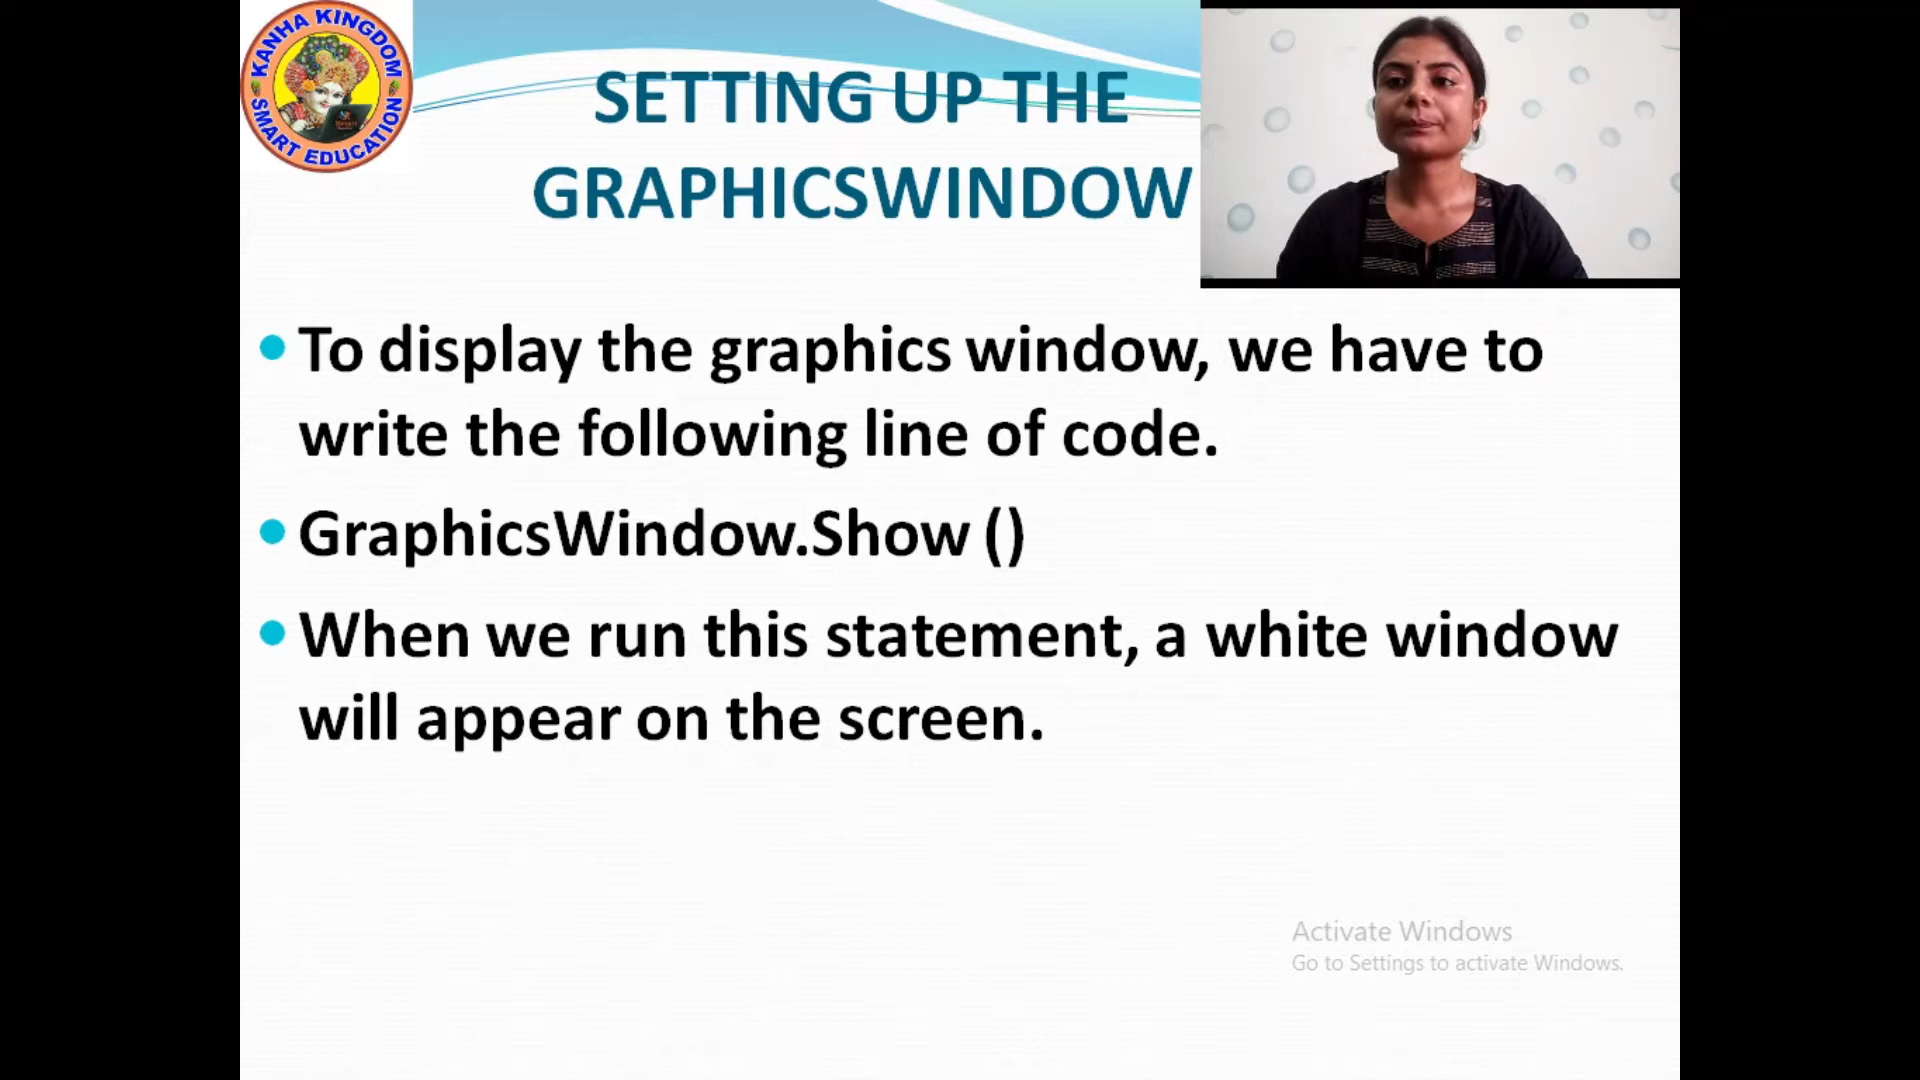 KANHA KINGDOM
SMART EDUCATION
SETTING UP THE
GRAPHICSWINDOW
• To display the graphics window, we have to
write the following line of code.
• GraphicsWindow.Show ()
• When we run this statement, a white window
will appear on the screen.
Activate Windows
Go to Settings to activate Windows.